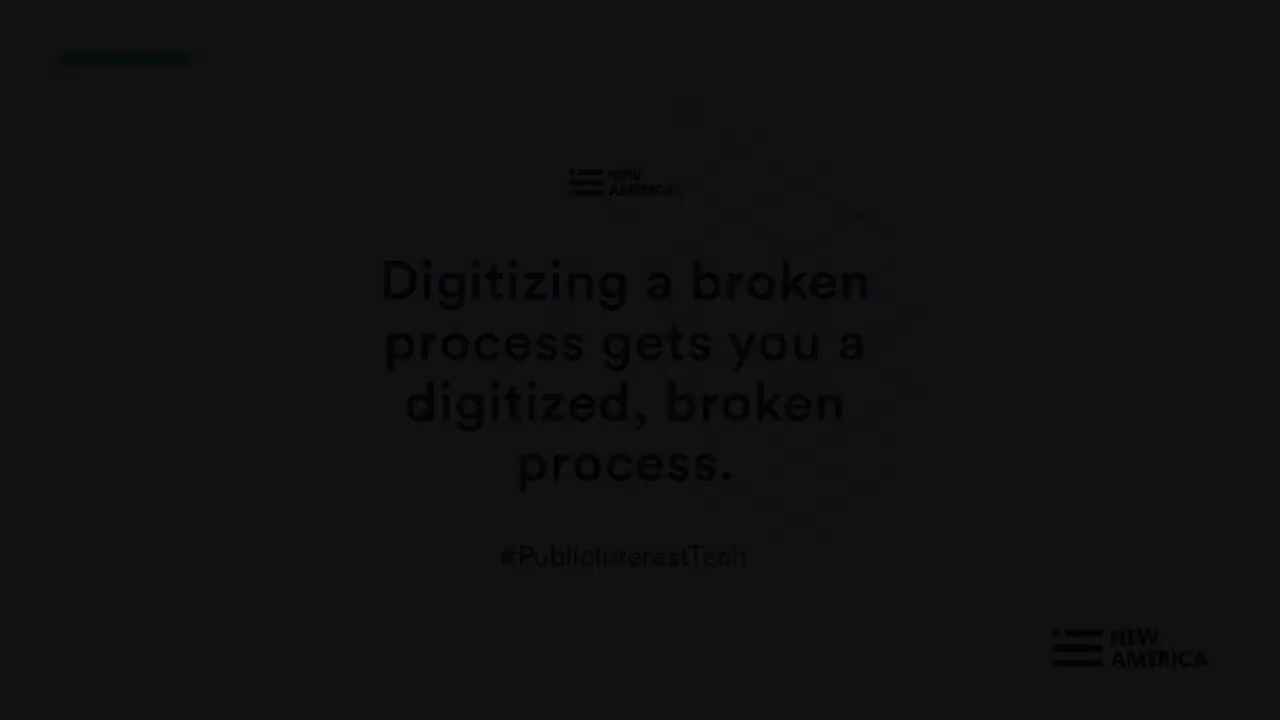 NEW
AMERICA
Digitizing a broken
process gets you a
digitized, broken
process.
#PublicInterestTech
NEW
AMERICA